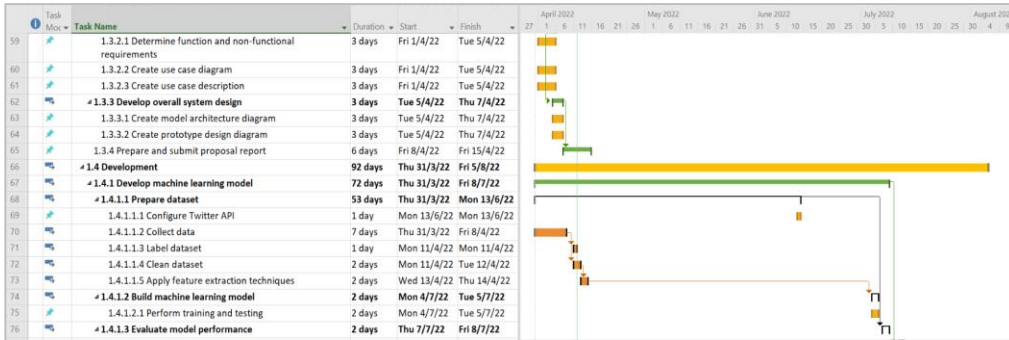 Task
Mod Task Name Duration Start Finish
April 2022 May 2022 June 2022 July 2022 August 202
27 1 6 11 16 21 26 1 6 11 16 21 26 31 5 10 15 20 25 30 5 10 15 20 25 30 4 9
59 1.3.2.1 Determine function and non-functional 3 days Fri 1/4/22 Tue 5/4/22
requirements
60 1.3.2.2 Create use case diagram 3 days Fri 1/4/22 Tue 5/4/22
61 1.3.2.3 Create use case description 3 days Fri 1/4/22 Tue 5/4/22
62 1.3.3 Develop overall system design 3 days Tue 5/4/22 Thu 7/4/22
63 1.3.3.1 Create model architecture diagram 3 days Tue 5/4/22 Thu 7/4/22
64 1.3.3.2 Create prototype design diagram 3 days Tue 5/4/22 Thu 7/4/22
65 1.3.4 Prepare and submit proposal report 6 days Fri 8/4/22 Fri 15/4/22
66 1.4 Development 92 days Thu 31/3/22 Fri 5/8/22
67 1.4.1 Develop machine learning model 72 days Thu 31/3/22 Fri 8/7/22
68 1.4.1.1 Prepare dataset 53 days Thu 31/3/22 Mon 13/6/22
69 1.4.1.1.1 Configure Twitter API 1 day Mon 13/6/22 Mon 13/6/22
70 1.4.1.1.2 Collect data 7 days Thu 31/3/22 Fri 8/4/22
71 1.4.1.1.3 Label dataset 1 day Mon 11/4/22 Mon 11/4/22
72 1.4.1.1.4 Clean dataset 2 days Mon 11/4/22 Tue 12/4/22
73 1.4.1.1.5 Apply feature extraction techniques 2 days Wed 13/4/22 Thu 14/4/22
74 1.4.1.2 Build machine learning model 2 days Mon 4/7/22 Tue 5/7/22
75 1.4.1.2.1 Perform training and testing 2 days Mon 4/7/22 Tue 5/7/22
76 1.4.1.3 Evaluate model performance 2 days Thu 7/7/22 Fri 8/7/22